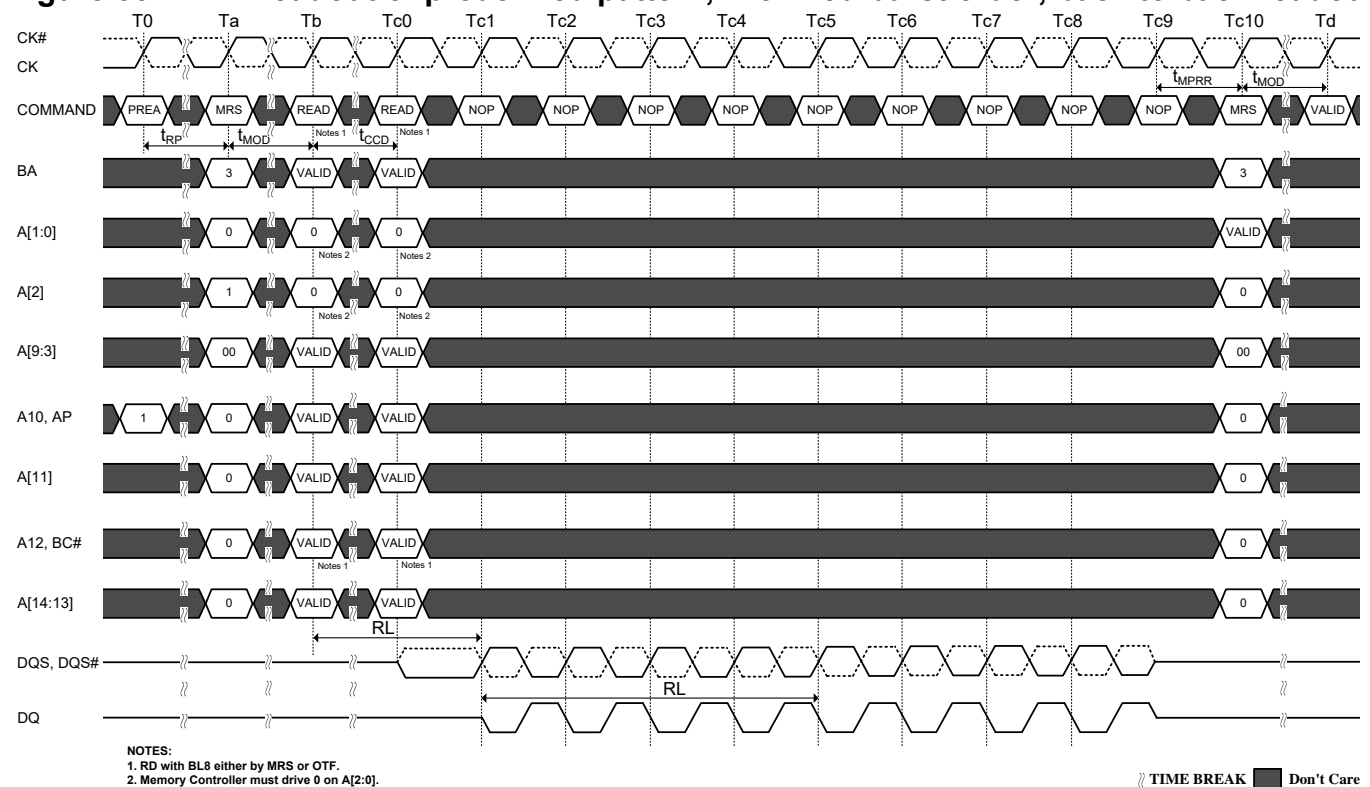 T0 Ta Tb Tc0 Tc1 Tc2 Tc3 Tc4 Tc5 Tc6 Tc7 Tc8 Tc9 Tc10 Td
CK#
CK
tMPRR tMOD
COMMAND PREA MRS READ READ NOP NOP NOP NOP NOP NOP NOP NOP NOP MRS VALID
Notes 1 Notes 1
tRP tMOD tCCD
BA 3 VALID VALID 3
A[1:0] 0 0 0 VALID
Notes 2 Notes 2
A[2] 1 0 0 0
Notes 2 Notes 2
A[9:3] 00 VALID VALID 00
A10, AP 1 0 VALID VALID 0
A[11] 0 VALID VALID 0
A12, BC# 0 VALID VALID 0
Notes 1 Notes 1
A[14:13] 0 VALID VALID 0
RL
DQS, DQS#
RL
DQ
NOTES:
1. RD with BL8 either by MRS or OTF.
2. Memory Controller must drive 0 on A[2:0].
TIME BREAK Don't Care